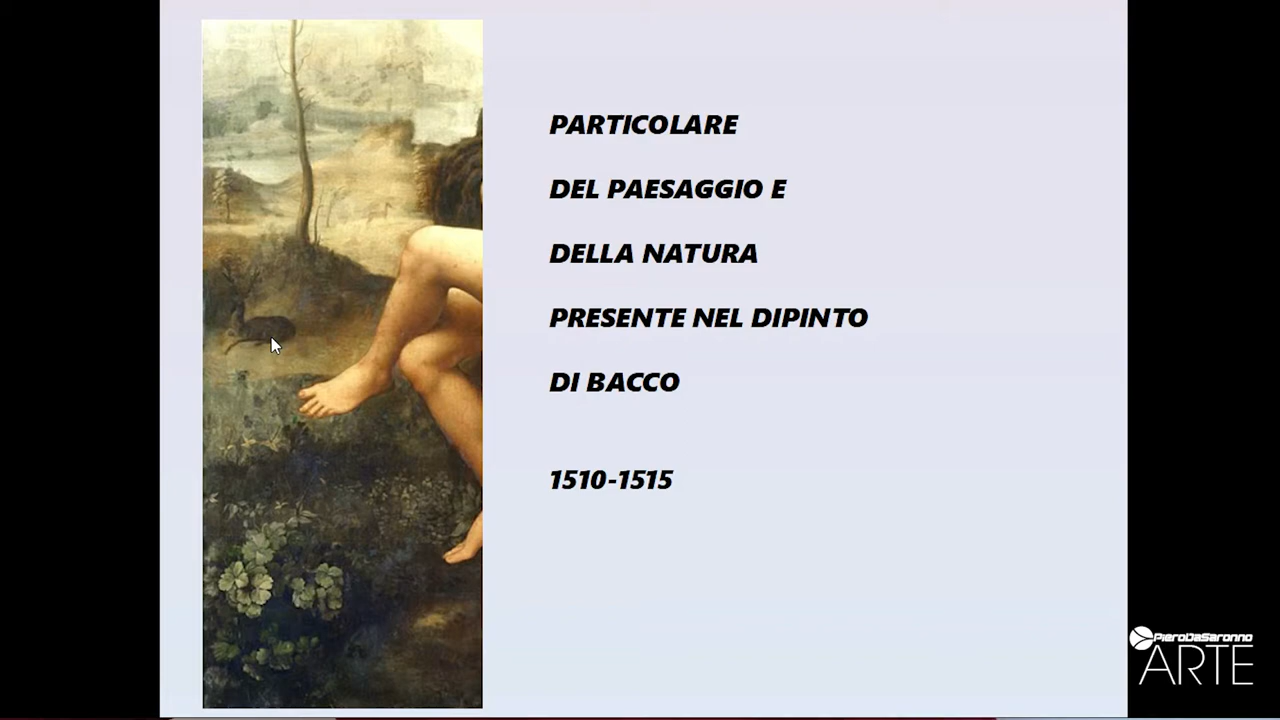 PARTICOLARE
DEL PAESAGGIO E
DELLA NATURA
PRESENTE NEL DIPINTO
DI BACCO
1510-1515
PieroDaSaronno
ARTE